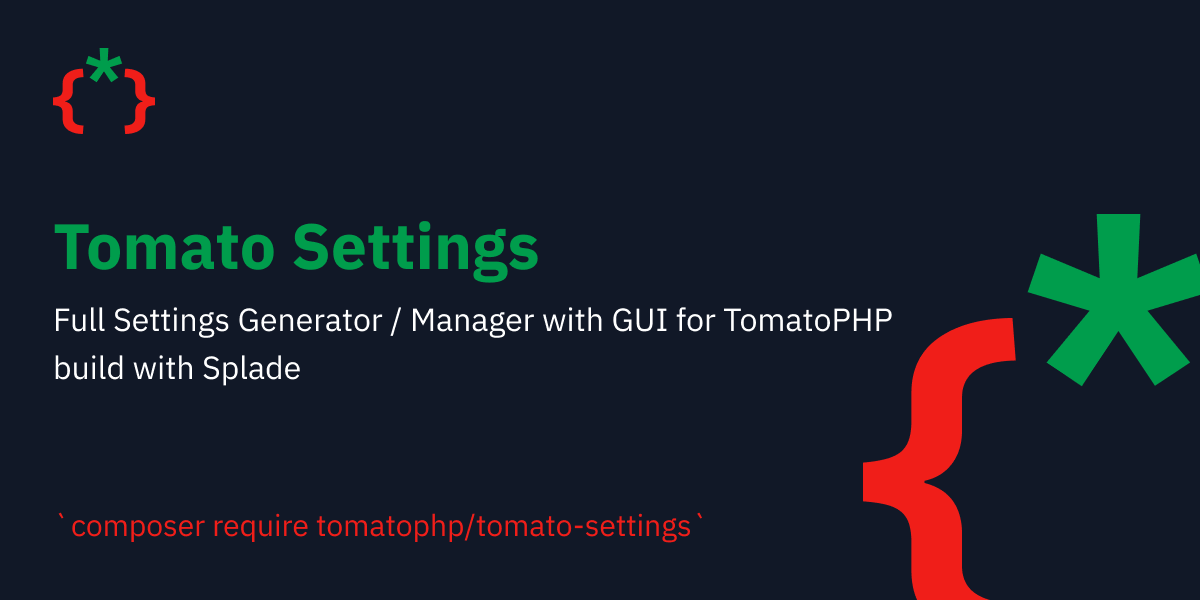 {*}
Tomato Settings
Full Settings Generator / Manager with GUI for TomatoPHP
build with Splade
`composer require tomatophp/tomato-settings`